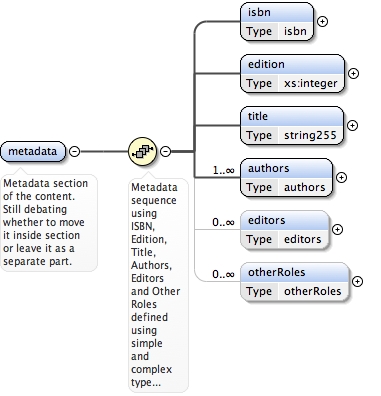 isbn
Type isbn
edition
Type xs:integer
title
Type string255
metadata
1..∞
authors
Type authors
Metadata section
of the content.
Still debating
whether to move
it inside section
or leave it as a
separate part.
Metadata
sequence
using
ISBN,
Edition,
Title,
Authors,
Editors
and Other
Roles
defined
using
simple
and
complex
type...
0..∞
editors
Type editors
0..∞
otherRoles
Type otherRoles